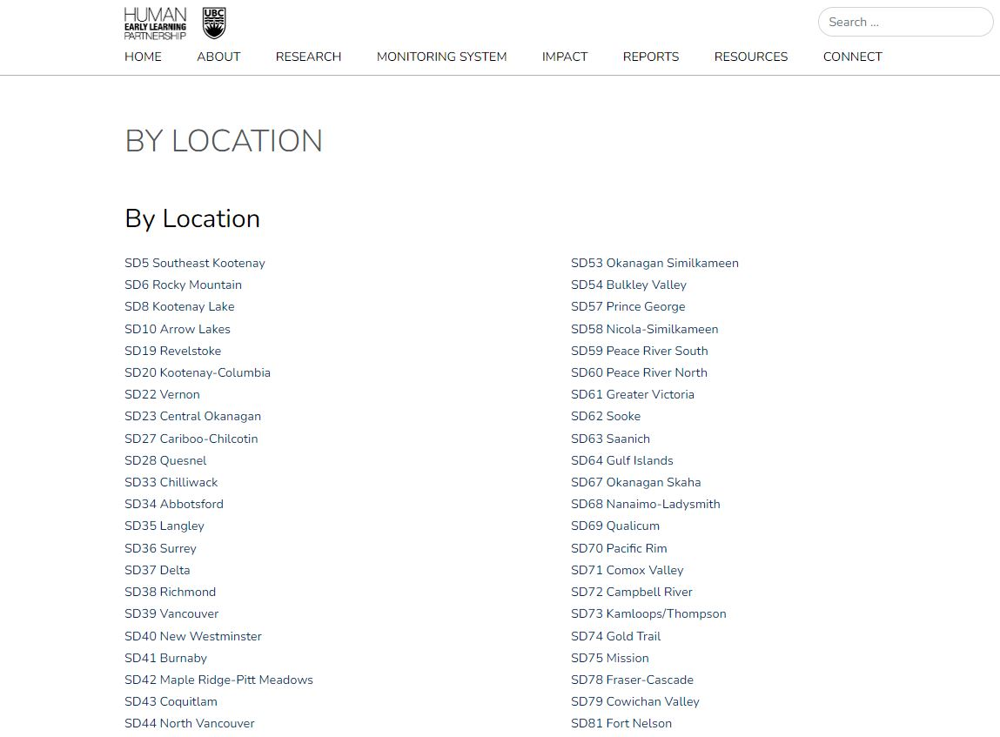 HUMAN
EARLY LEARNING
PARTNERSHIP
UBC
Search ...
HOME ABOUT RESEARCH MONITORING SYSTEM IMPACT REPORTS RESOURCES CONNECT
BY LOCATION
By Location
SD5 Southeast Kootenay
SD6 Rocky Mountain
SD8 Kootenay Lake
SD10 Arrow Lakes
SD19 Revelstoke
SD20 Kootenay-Columbia
SD22 Vernon
SD23 Central Okanagan
SD27 Cariboo-Chilcotin
SD28 Quesnel
SD33 Chilliwack
SD34 Abbotsford
SD35 Langley
SD36 Surrey
SD37 Delta
SD38 Richmond
SD39 Vancouver
SD40 New Westminster
SD41 Burnaby
SD42 Maple Ridge-Pitt Meadows
SD43 Coquitlam
SD44 North Vancouver
SD53 Okanagan Similkameen
SD54 Bulkley Valley
SD57 Prince George
SD58 Nicola-Similkameen
SD59 Peace River South
SD60 Peace River North
SD61 Greater Victoria
SD62 Sooke
SD63 Saanich
SD64 Gulf Islands
SD67 Okanagan Skaha
SD68 Nanaimo-Ladysmith
SD69 Qualicum
SD70 Pacific Rim
SD71 Comox Valley
SD72 Campbell River
SD73 Kamloops/Thompson
SD74 Gold Trail
SD75 Mission
SD78 Fraser-Cascade
SD79 Cowichan Valley
SD81 Fort Nelson